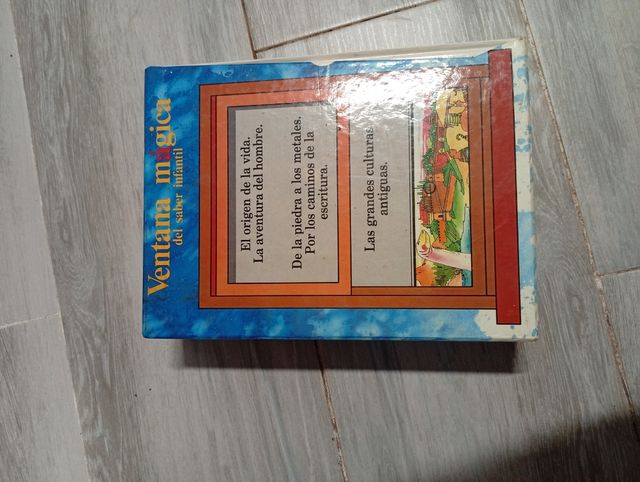 Ventana mágica
del saber infantil
El origen de la vida.
La aventura del hombre.
De la piedra a los metales.
Por los caminos de la
escritura.
Las grandes culturas
antiguas.